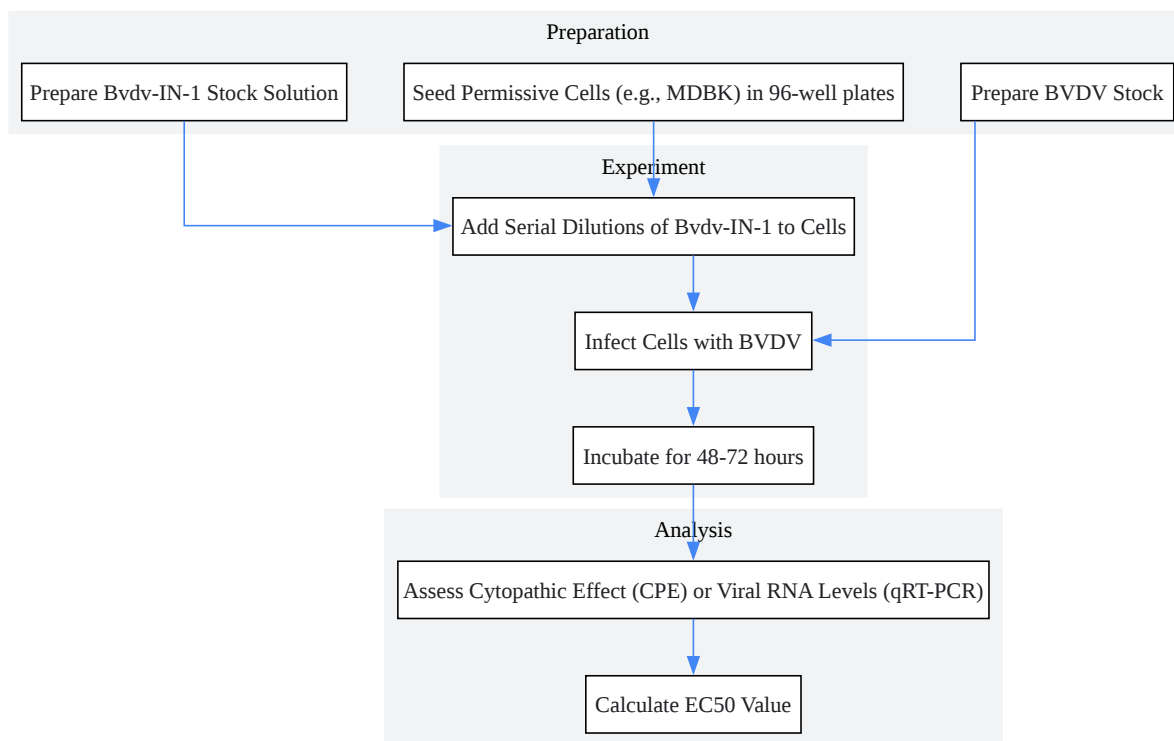 Preparation
Prepare Bvdv-IN-1 Stock Solution
Seed Permissive Cells (e.g., MDBK) in 96-well plates
Prepare BVDV Stock
Experiment
Add Serial Dilutions of Bvdv-IN-1 to Cells
Infect Cells with BVDV
Incubate for 48-72 hours
Analysis
Assess Cytopathic Effect (CPE) or Viral RNA Levels (qRT-PCR)
Calculate EC50 Value